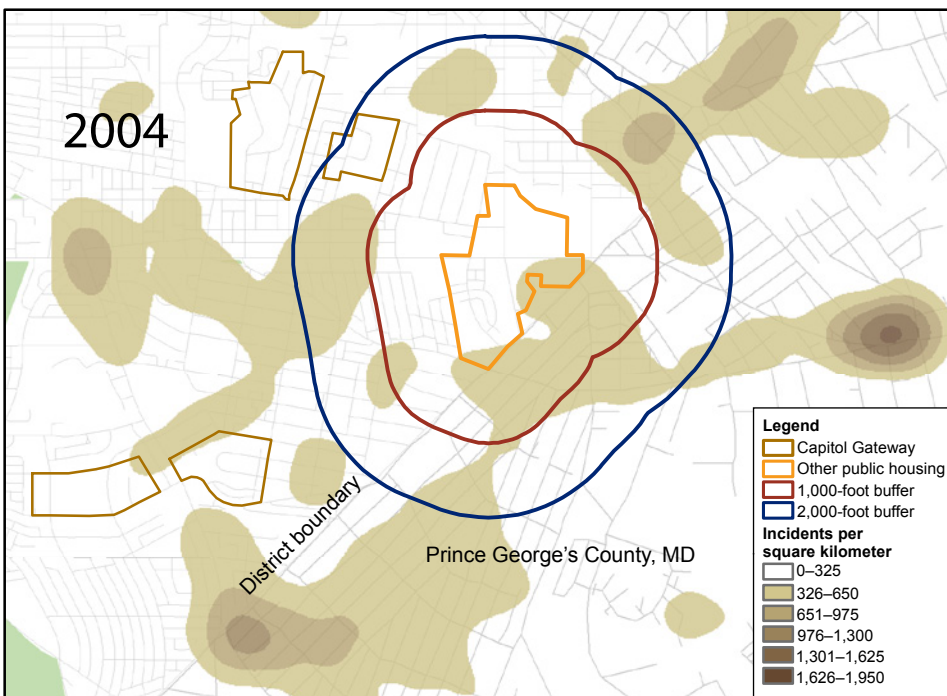 2004
District boundary
Prince George’s County, MD
Legend
Capitol Gateway
Other public housing
1,000-foot buffer
2,000-foot buffer
Incidents per
square kilometer
0–325
326–650
651–975
976–1,300
1,301–1,625
1,626–1,950